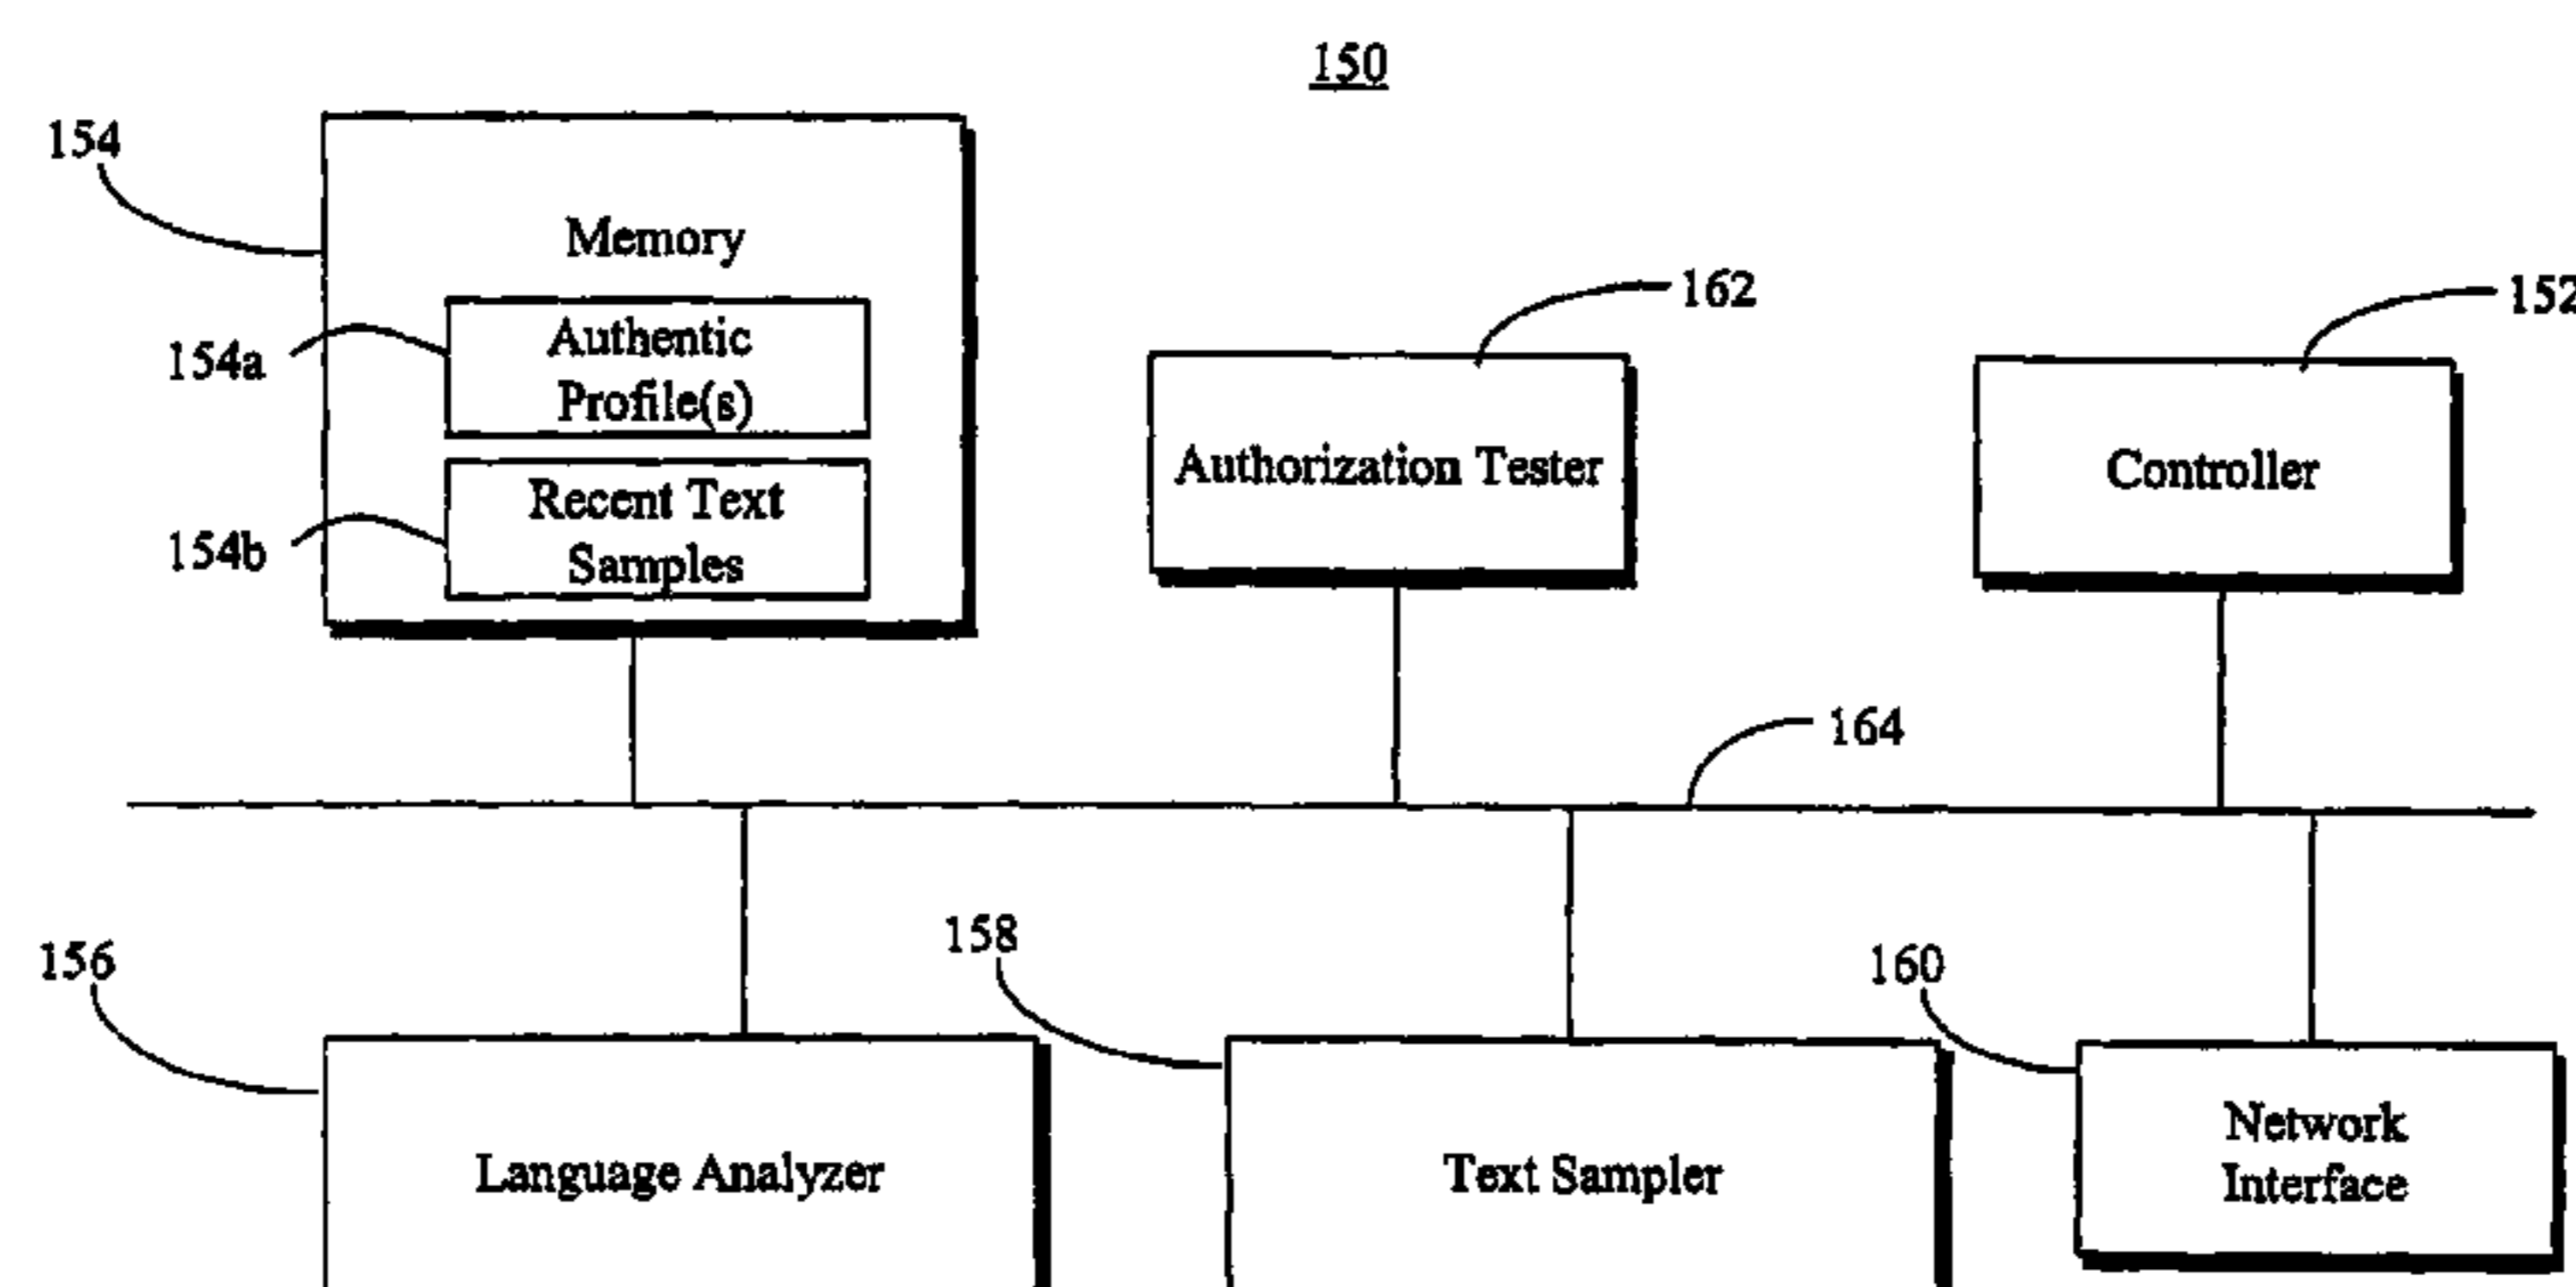 150
154
Memory
162
152
154a
Authentic
Profile(s)
Authorization Tester
Controller
154b
Recent Text
Samples
164
156
158
160
Language Analyzer
Text Sampler
Network
Interface